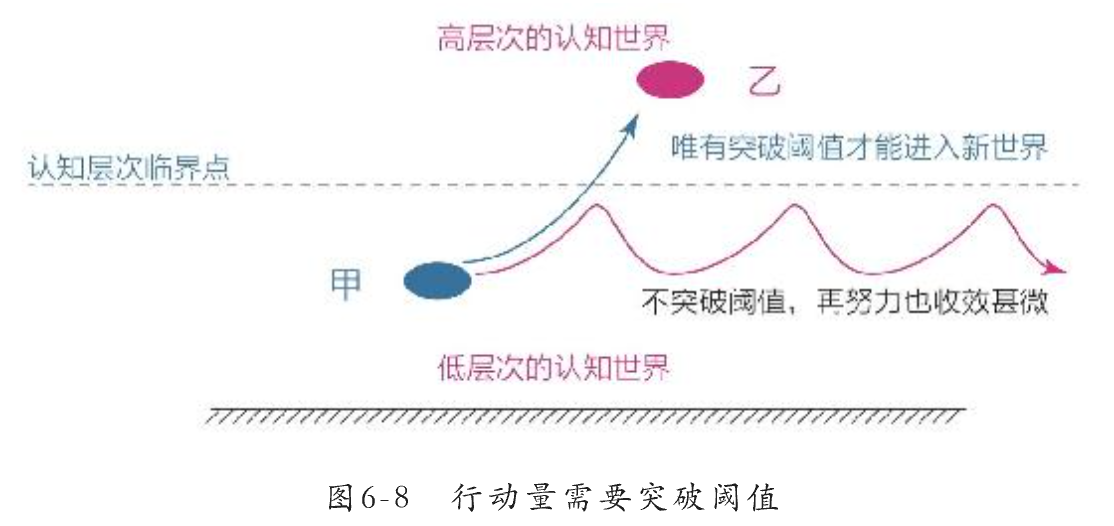 高层次的认知世界
乙
唯有突破阈值才能进入新世界
认知层次临界点
甲
不突破阈值，再努力也收效甚微
低层次的认知世界
图6-8 行动量需要突破阈值